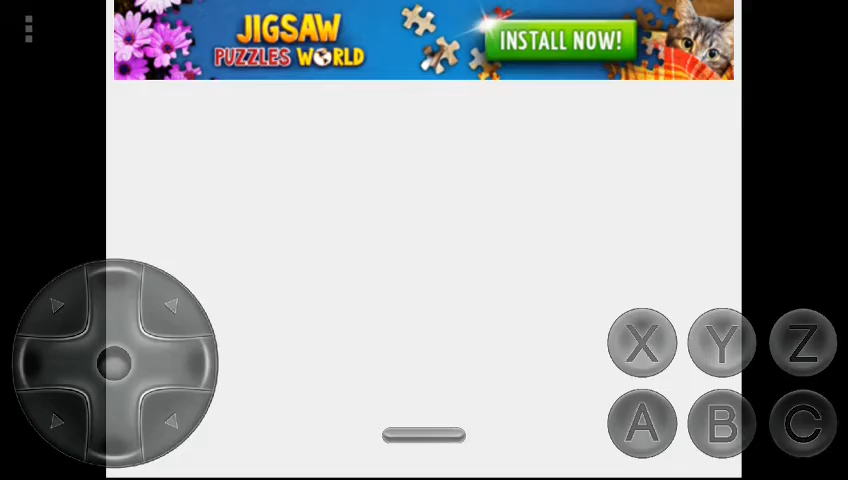 JIGSAW
PUZZLES WORLD
INSTALL NOW!
X Y Z
A B C